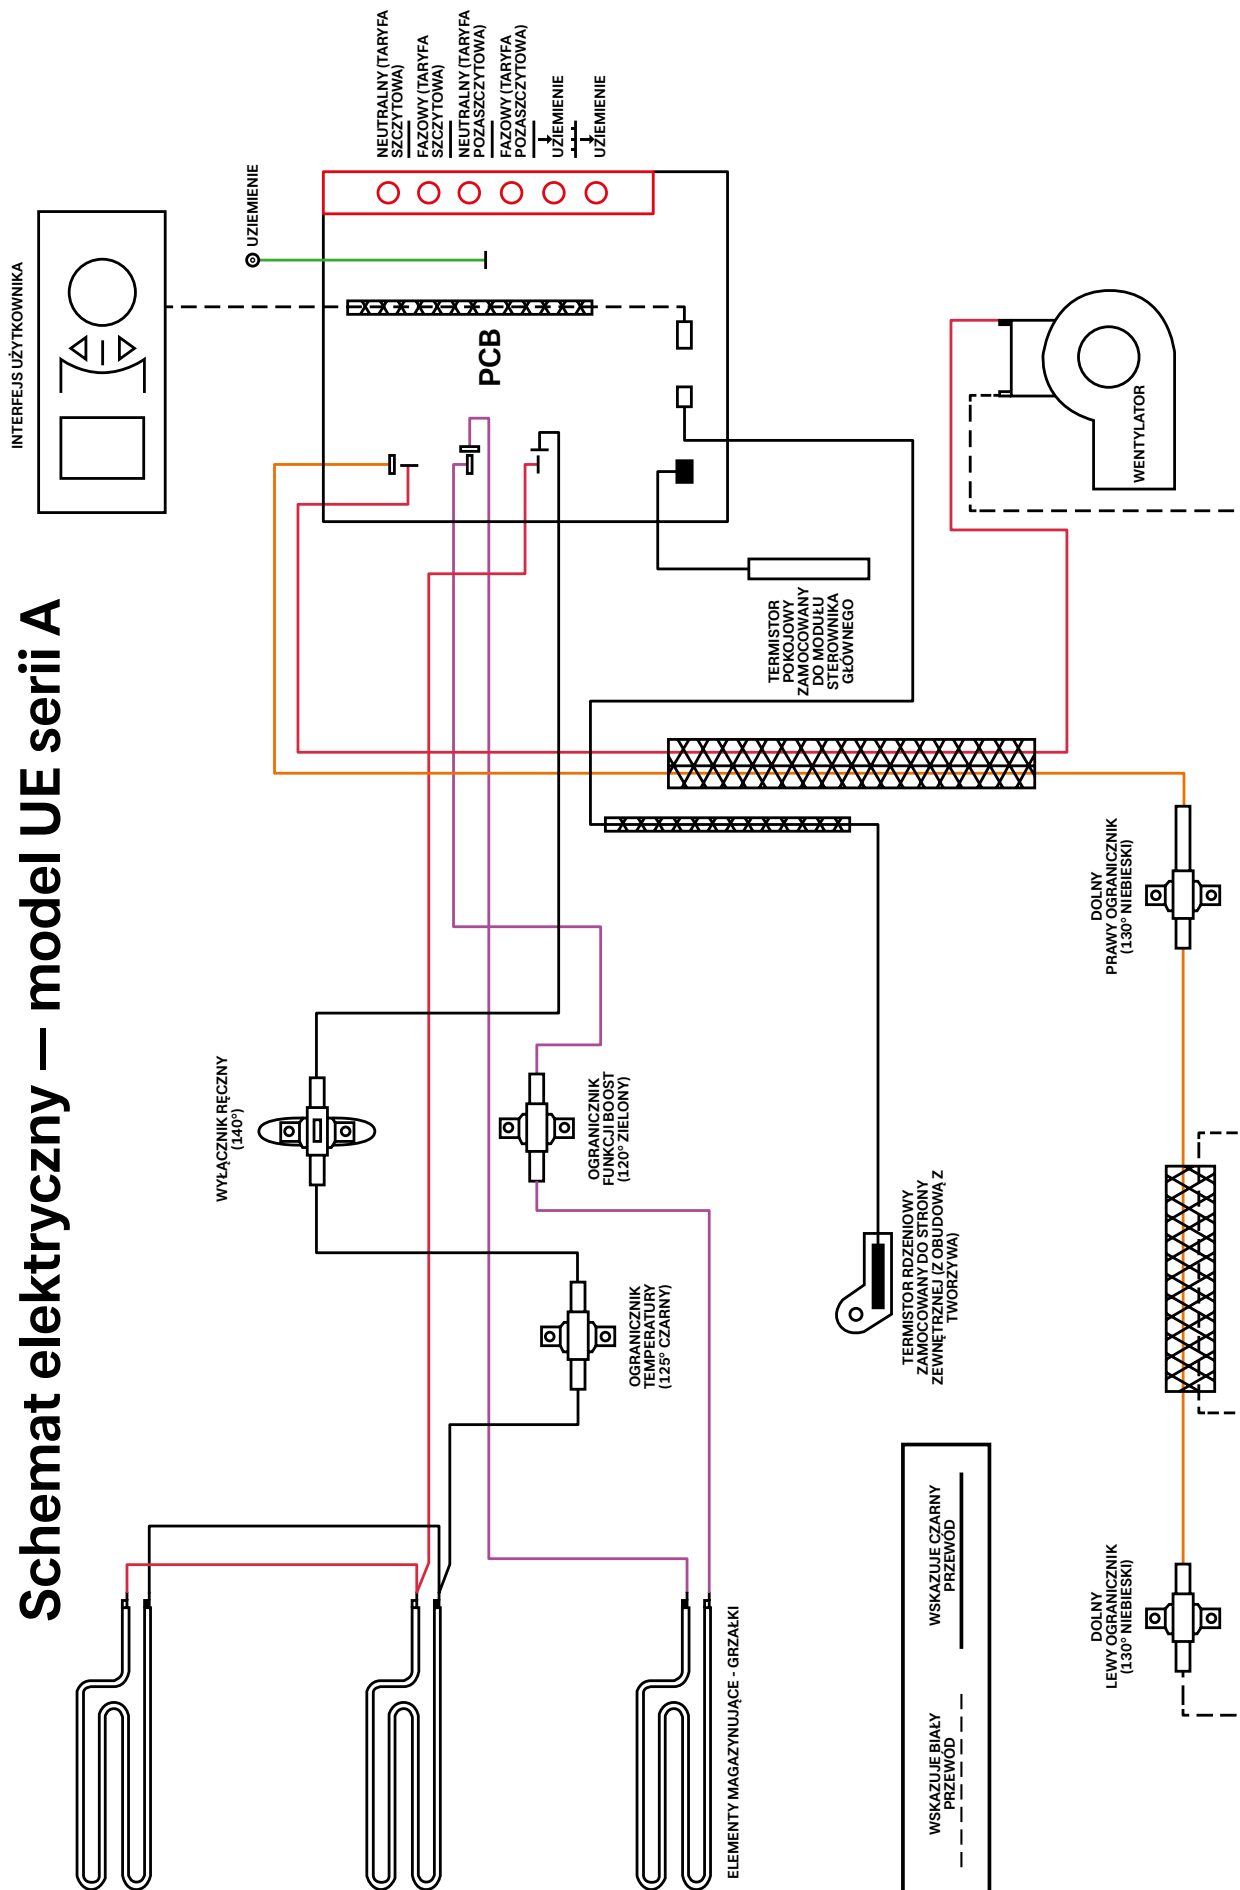 Schemat elektryczny — model UE serii A
INTERFEJS UŻYTKOWNIKA
UZIEMIENIE
NEUTRALNY (TARYFA
SZCZYTOWA)
FAZOWY (TARYFA
SZCZYTOWA)
NEUTRALNY (TARYFA
POZASZCZYTOWA)
FAZOWY (TARYFA
POZASZCZYTOWA)
UZIEMIENIE
UZIEMIENIE
PCB
WENTYLATOR
TERMISTOR
POKOJOWY
ZAMOCOWANY
DO MODUŁU
STEROWNIKA
GŁÓWNEGO
WYŁĄCZNIK RĘCZNY
(140°)
OGRANICZNIK
FUNKCJI BOOST
(120° ZIELONY)
OGRANICZNIK
TEMPERATURY
(125° CZARNY)
TERMISTOR RDZENIOWY
ZAMOCOWANY DO STRONY
ZEWNĘTRZNEJ (Z OBUDOWĄ Z
TWORZYWA)
DOLNY
PRAWY OGRANICZNIK
(130° NIEBIESKI)
DOLNY
LEWY OGRANICZNIK
(130° NIEBIESKI)
ELEMENTY MAGAZYNUJĄCE - GRZAŁKI
WSKAZUJE BIAŁY
PRZEWÓD
WSKAZUJE CZARNY
PRZEWÓD